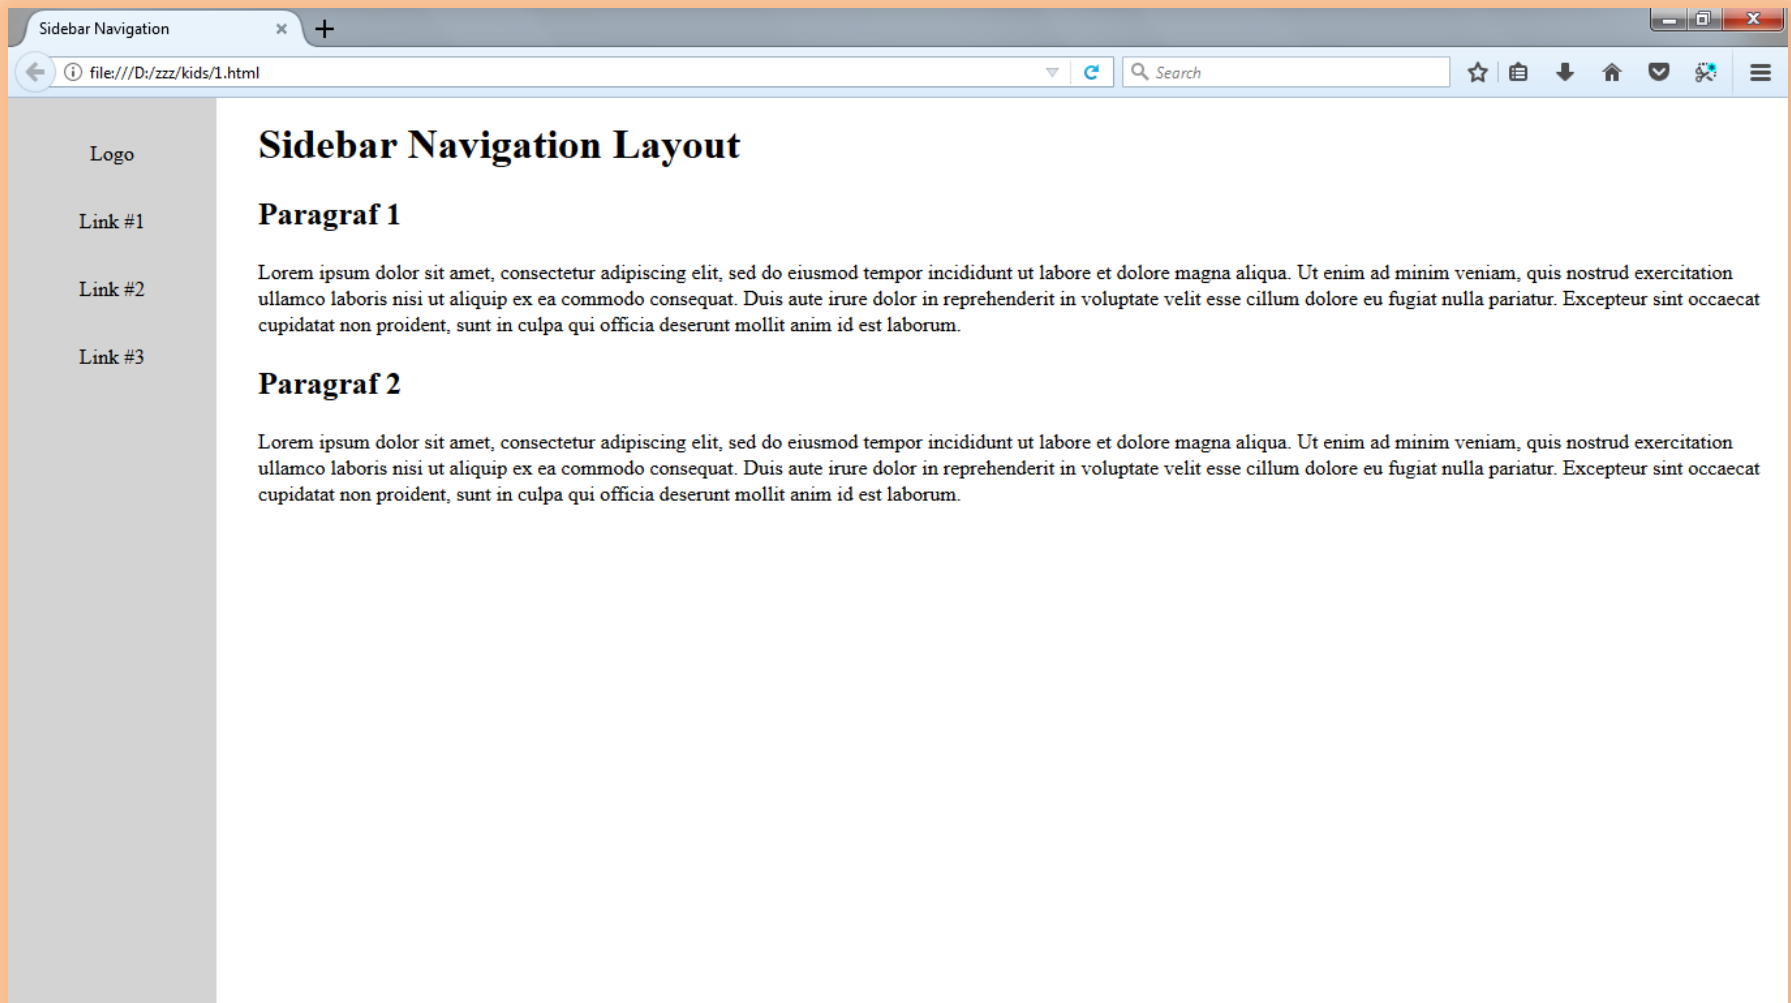 Sidebar Navigation
file:///D:/zzz/kids/1.html
Search
Logo
Link #1
Link #2
Link #3
Sidebar Navigation Layout
Paragraf 1
Lorem ipsum dolor sit amet, consectetur adipiscing elit, sed do eiusmod tempor incididunt ut labore et dolore magna aliqua. Ut enim ad minim veniam, quis nostrud exercitation
ullamco laboris nisi ut aliquip ex ea commodo consequat. Duis aute irure dolor in reprehenderit in voluptate velit esse cillum dolore eu fugiat nulla pariatur. Excepteur sint occaecat
cupidatat non proident, sunt in culpa qui officia deserunt mollit anim id est laborum.
Paragraf 2
Lorem ipsum dolor sit amet, consectetur adipiscing elit, sed do eiusmod tempor incididunt ut labore et dolore magna aliqua. Ut enim ad minim veniam, quis nostrud exercitation
ullamco laboris nisi ut aliquip ex ea commodo consequat. Duis aute irure dolor in reprehenderit in voluptate velit esse cillum dolore eu fugiat nulla pariatur. Excepteur sint occaecat
cupidatat non proident, sunt in culpa qui officia deserunt mollit anim id est laborum.